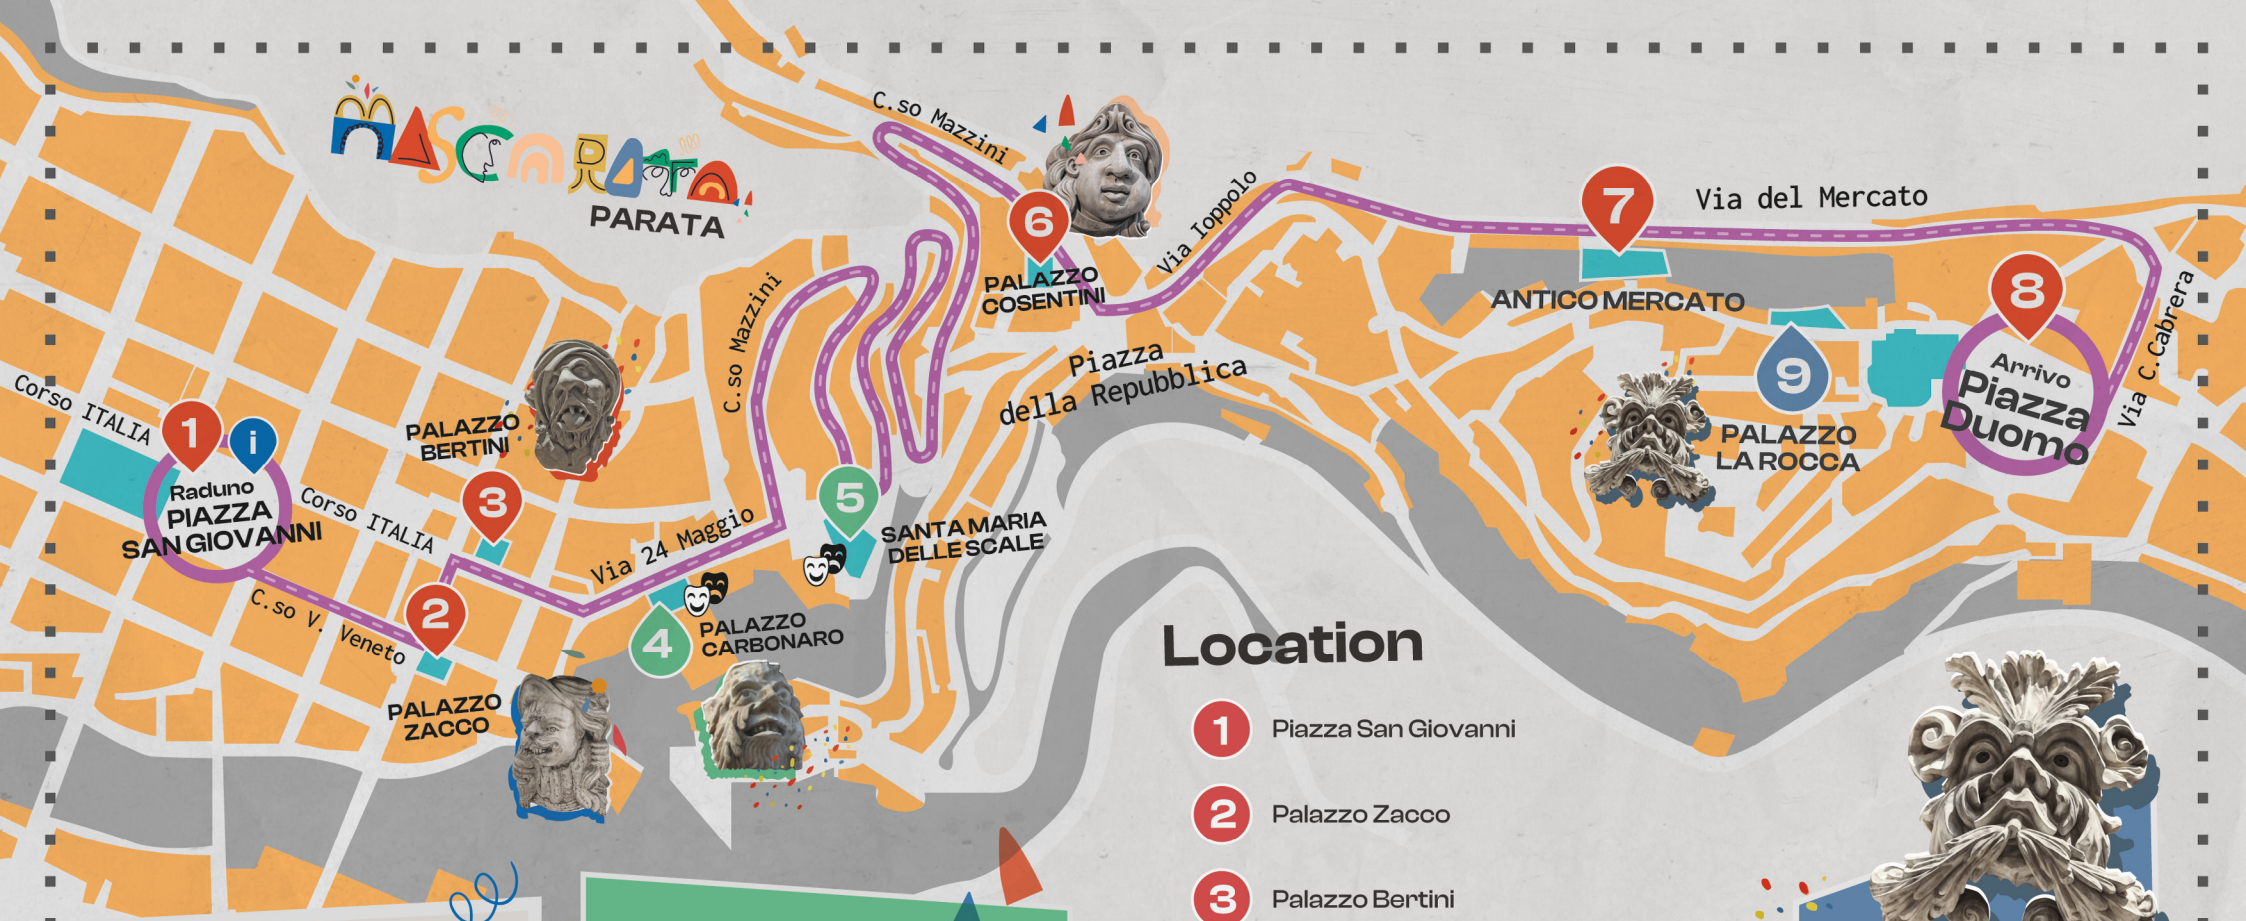 MASCARATA
PARATA
C.so Mazzini
6
PALAZZO
COSENTINI
Via Ioppolo
7
Via del Mercato
ANTICO MERCATO
8
Arrivo
Piazza
Duomo
Via C.Cabrera
9
PALAZZO
LA ROCCA
Piazza
della Repubblica
C.so Mazzini
Corso ITALIA
1
i
Raduno
PIAZZA
SAN GIOVANNI
PALAZZO
BERTINI
3
Corso ITALIA
C.so V. Veneto
2
PALAZZO
ZACCO
Via 24 Maggio
5
SANTA MARIA
DELLE SCALE
4
PALAZZO
CARBONARO
Location
1 Piazza San Giovanni
2 Palazzo Zacco
3 Palazzo Bertini